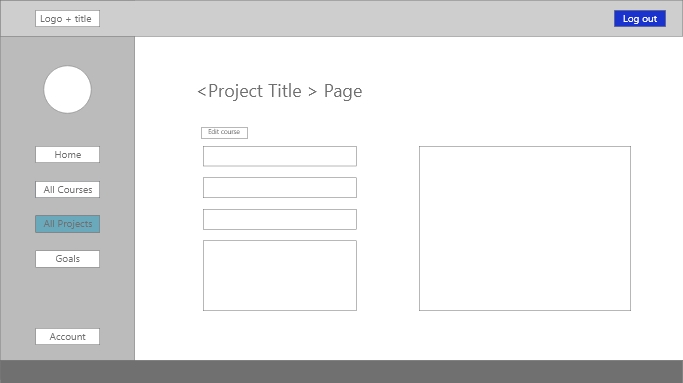 Logo + title
Log out
<Project Title > Page
Edit course
Home
All Courses
All Projects
Goals
Account